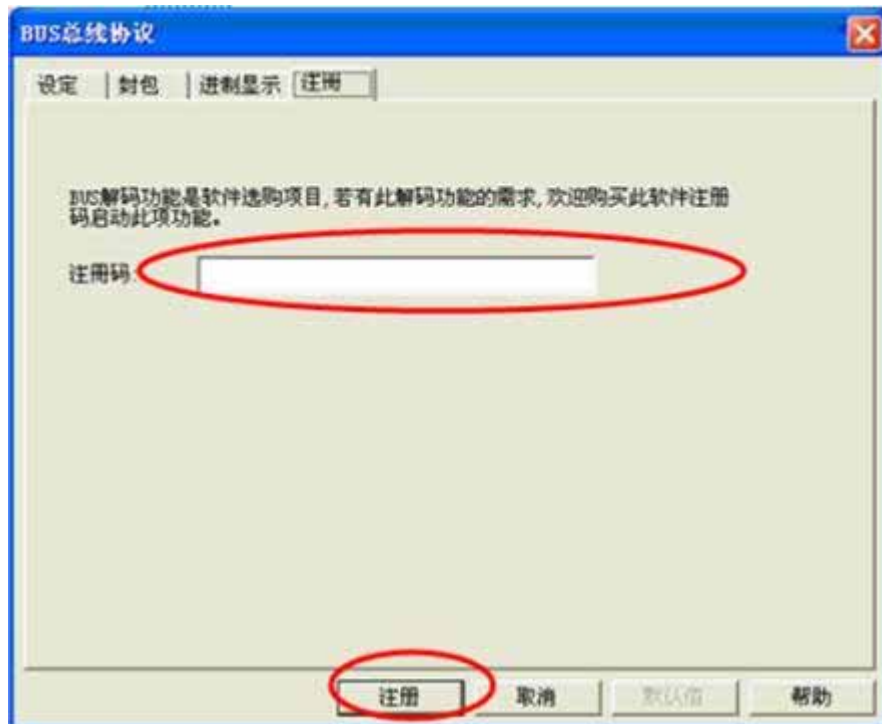 BUS总线协议
设定 封包 进制显示 注册
BUS解码功能是软件选购项目,若有此解码功能的需求,欢迎购买此软件注册
码启动此项功能。
注册码:
注册 取消 默认值 帮助